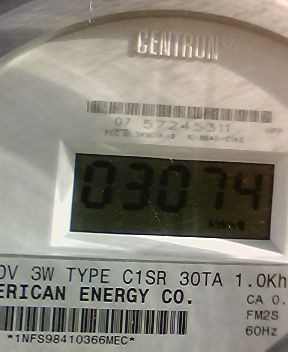 CENTRON
07 57245311
03074
kWh
0V 3W TYPE C1SR 30TA 1.0Kh
ERICAN ENERGY CO.
CA 0.
FM2S
60Hz
*1NFS98410366MEC*